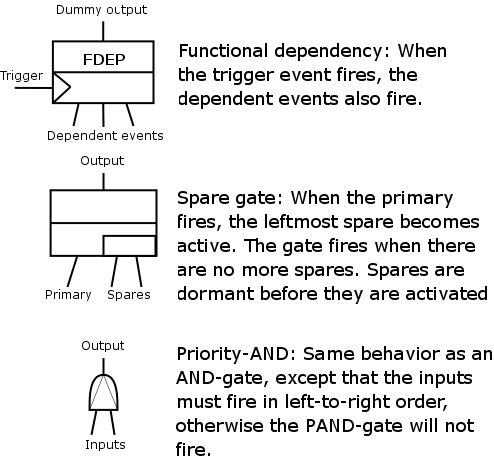 Dummy output
FDEP
Trigger
Dependent events
Functional dependency: When
the trigger event fires, the
dependent events also fire.
Output
Primary
Spares
Spare gate: When the primary
fires, the leftmost spare becomes
active. The gate fires when there
are no more spares. Spares are
dormant before they are activated
Output
Inputs
Priority-AND: Same behavior as an
AND-gate, except that the inputs
must fire in left-to-right order,
otherwise the PAND-gate will not
fire.